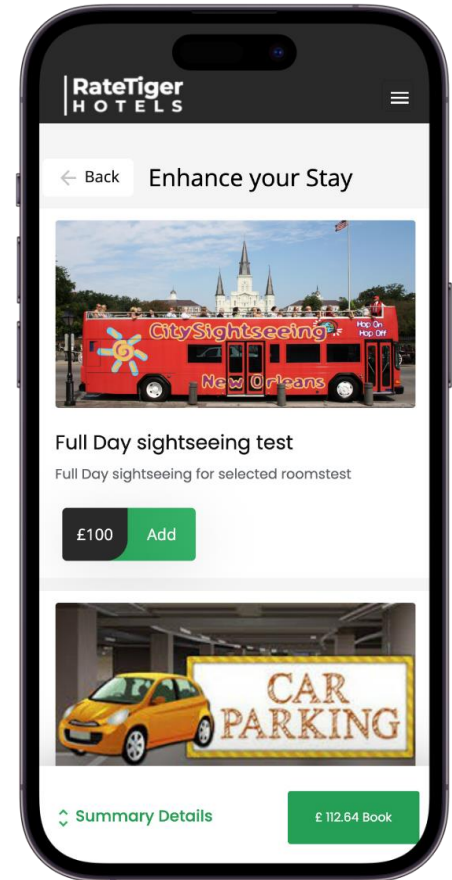 RateTiger
HOTELS
Back
Enhance your Stay
CitySightseeing
Hop On
Hop Off
New Orleans
Full Day sightseeing test
Full Day sightseeing for selected roomstest
£100
Add
CAR
PARKING
Summary Details
£ 112.64 Book